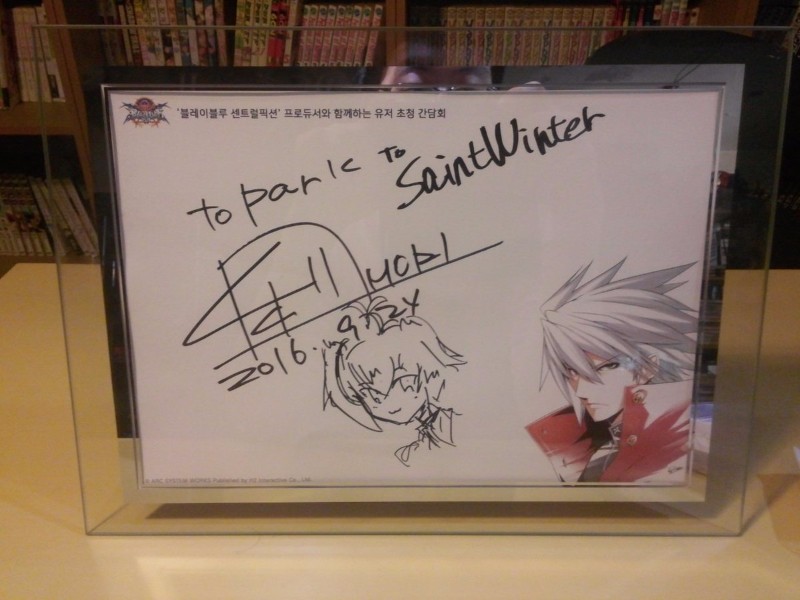 '블레이블루 센트럴픽션' 프로듀서와 함께하는 유저 초청 간담회
to park to SaintWinter
2016. 9. 24
© ARC SYSTEM WORKS Published by H2 Interactive Co., Ltd.